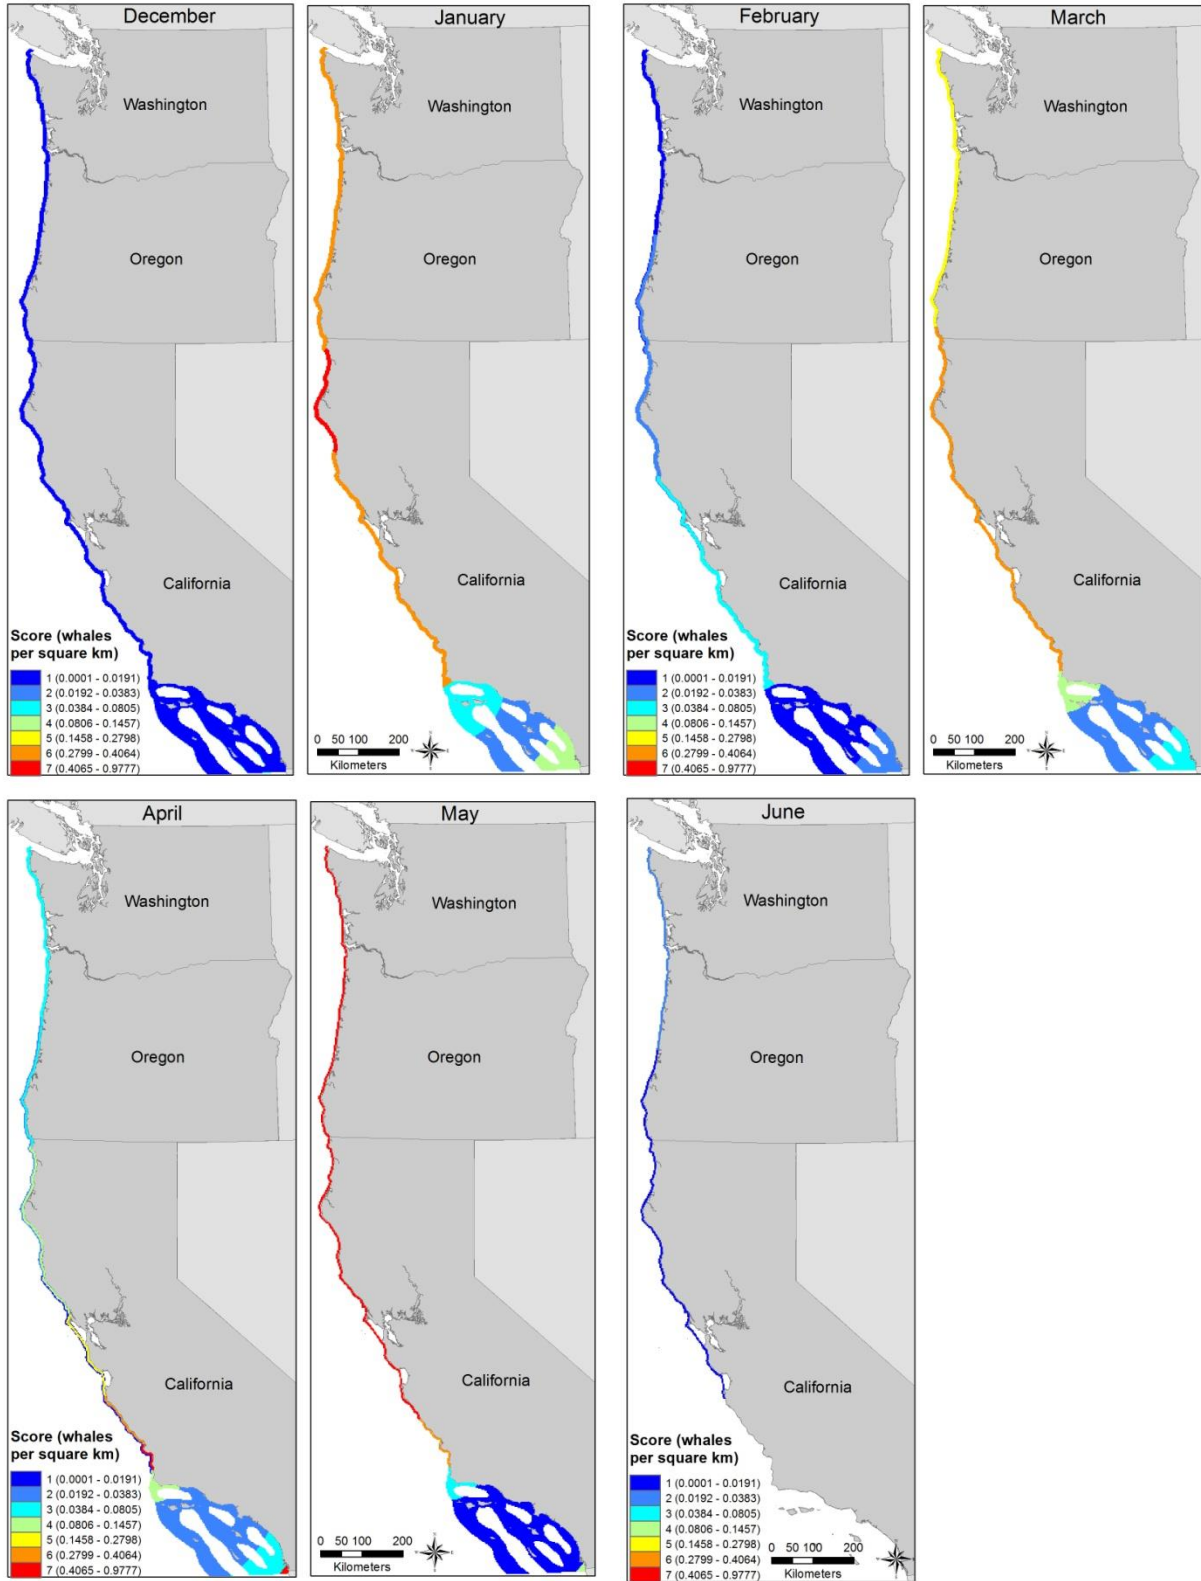 December
Washington
Oregon
California
Score (whales
per square km)
1 (0.0001 - 0.0191)
2 (0.0192 - 0.0383)
3 (0.0384 - 0.0805)
4 (0.0806 - 0.1457)
5 (0.1458 - 0.2798)
6 (0.2799 - 0.4064)
7 (0.4065 - 0.9777)
January
Washington
Oregon
California
0 50 100 200
Kilometers
February
Washington
Oregon
California
Score (whales
per square km)
1 (0.0001 - 0.0191)
2 (0.0192 - 0.0383)
3 (0.0384 - 0.0805)
4 (0.0806 - 0.1457)
5 (0.1458 - 0.2798)
6 (0.2799 - 0.4064)
7 (0.4065 - 0.9777)
March
Washington
Oregon
California
0 50 100 200
Kilometers
April
Washington
Oregon
California
Score (whales
per square km)
1 (0.0001 - 0.0191)
2 (0.0192 - 0.0383)
3 (0.0384 - 0.0805)
4 (0.0806 - 0.1457)
5 (0.1458 - 0.2798)
6 (0.2799 - 0.4064)
7 (0.4065 - 0.9777)
May
Washington
Oregon
California
0 50 100 200
Kilometers
June
Washington
Oregon
California
Score (whales
per square km)
1 (0.0001 - 0.0191)
2 (0.0192 - 0.0383)
3 (0.0384 - 0.0805)
4 (0.0806 - 0.1457)
5 (0.1458 - 0.2798)
6 (0.2799 - 0.4064)
7 (0.4065 - 0.9777)
0 50 100 200
Kilometers